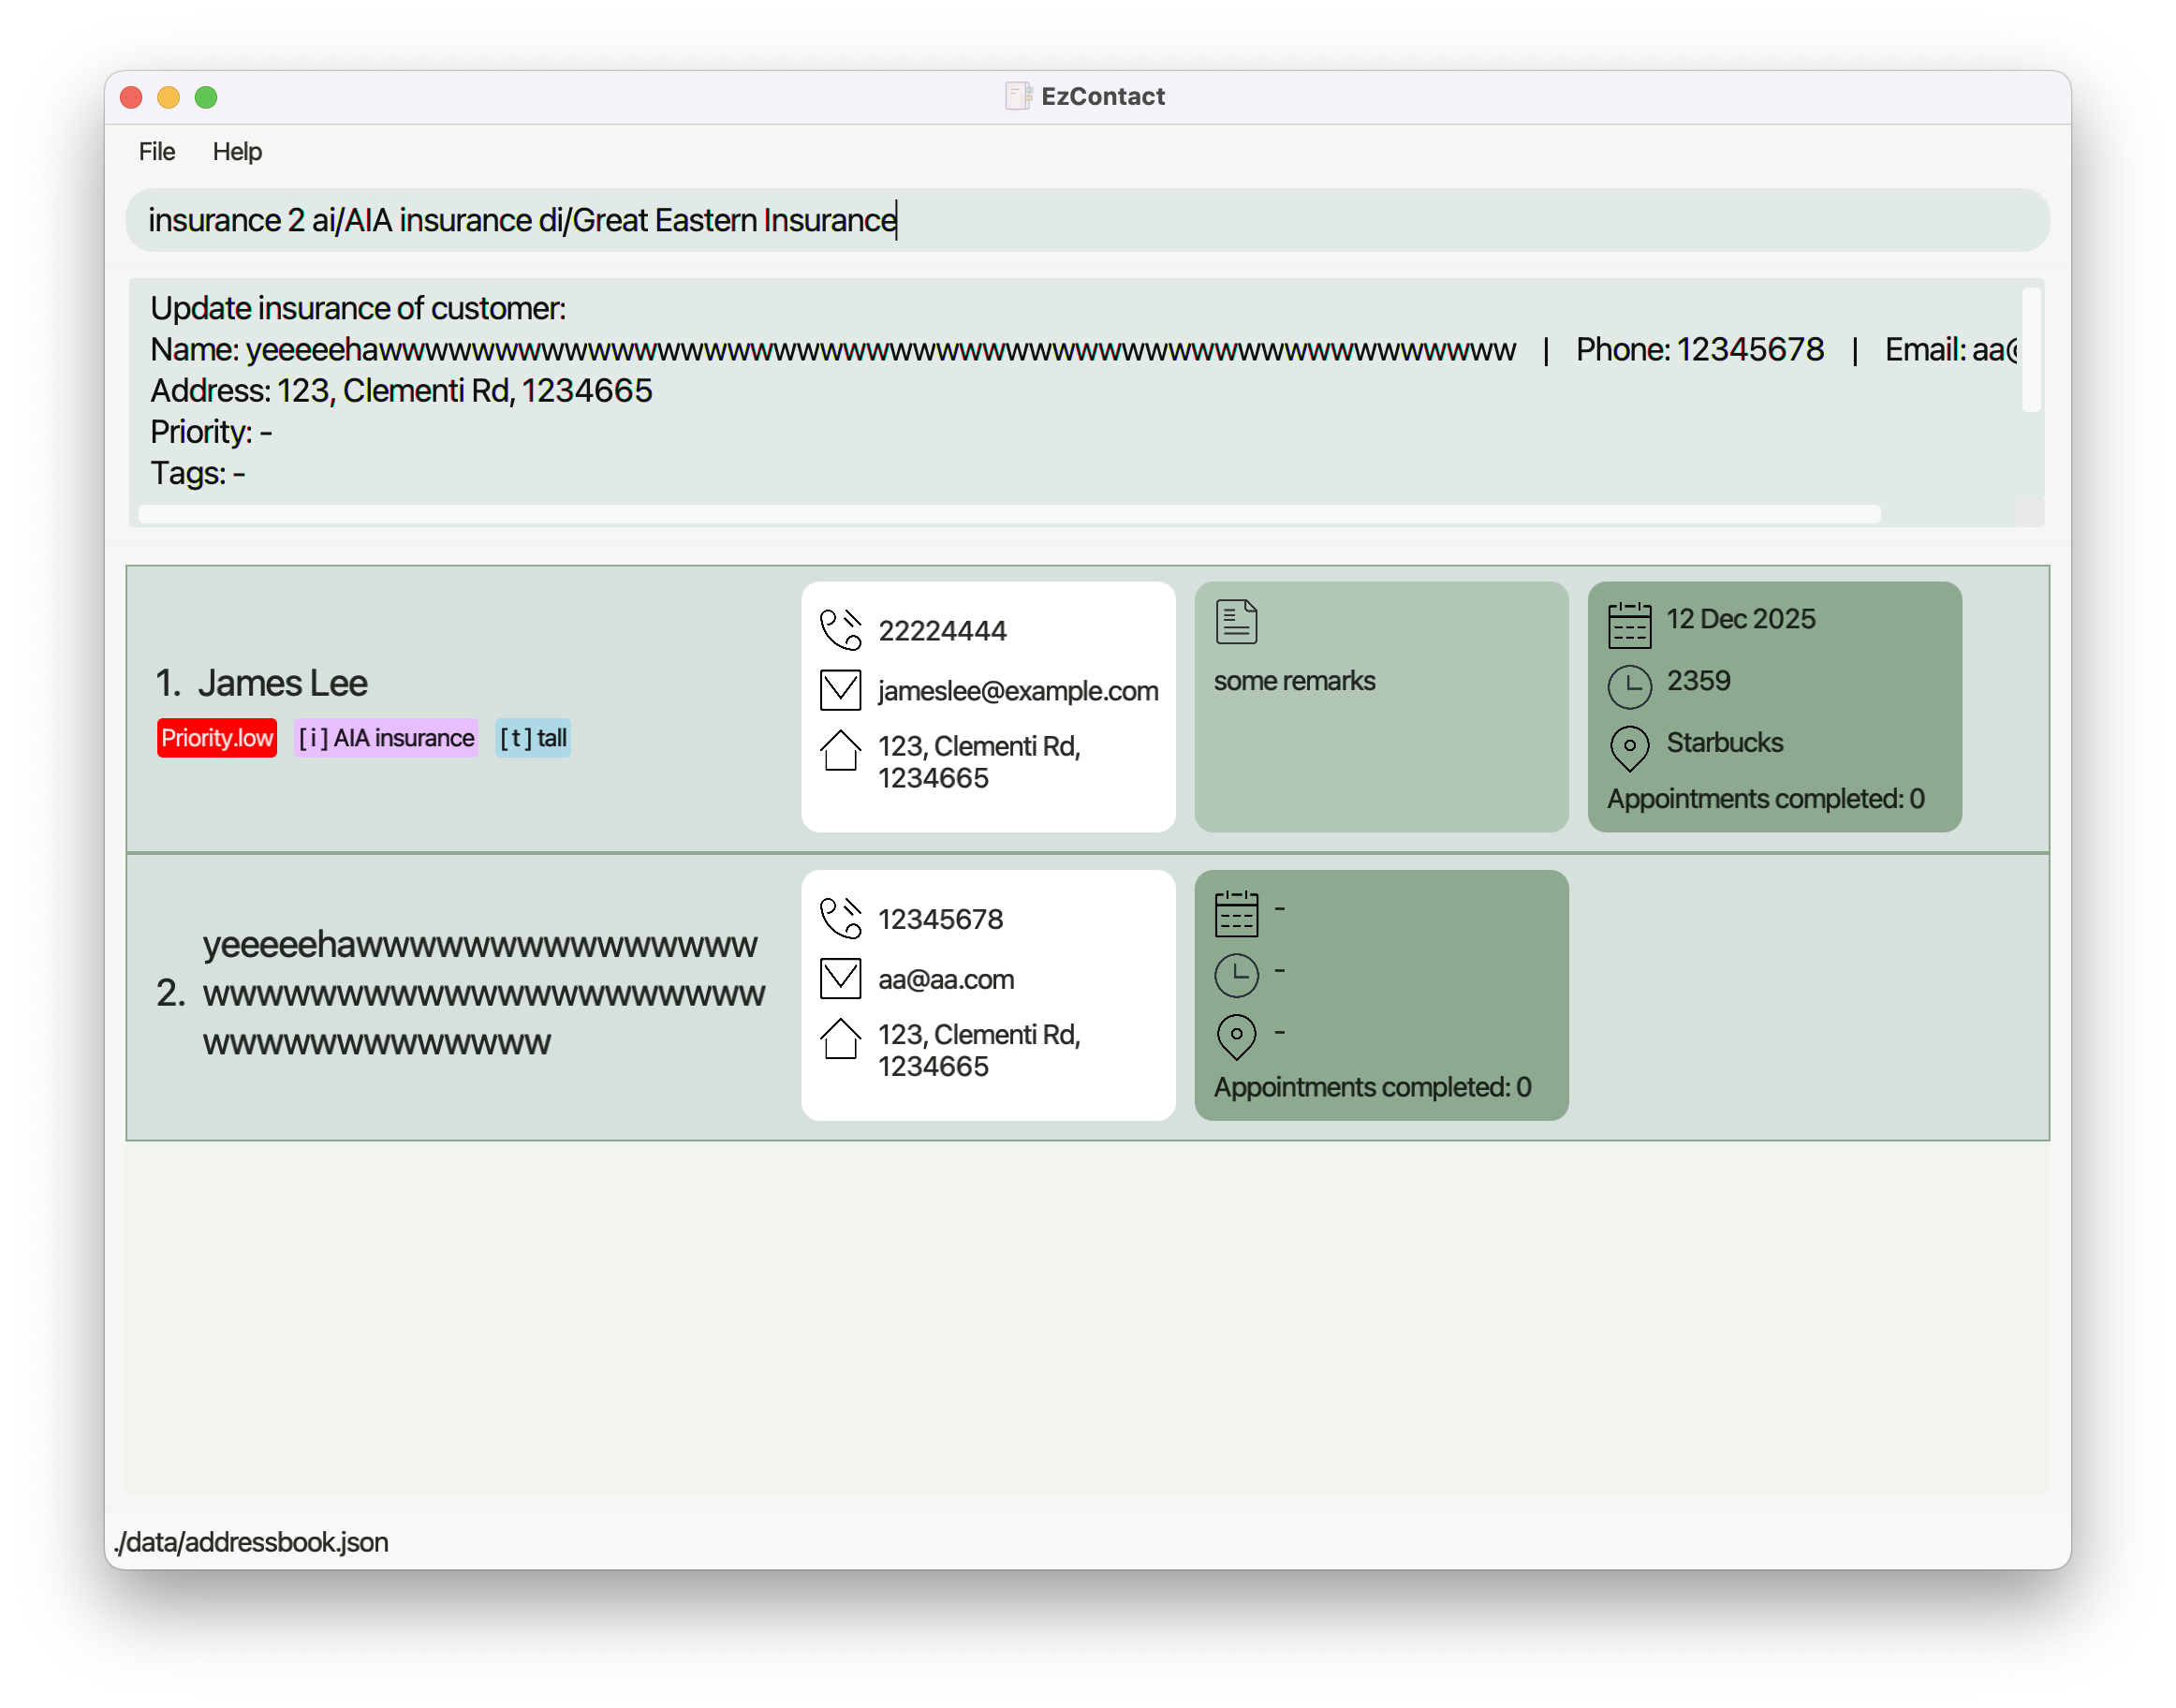 EzContact
File Help
insurance 2 ai/AIA insurance di/Great Eastern Insurance
Update insurance of customer:
Name: yeeeeehawwwwwwwwwwwwwwwwwwwwwwwwwwwwwwwwwwwwwwwwwwwwwwwww | Phone: 12345678 | Email: aa@
Address: 123, Clementi Rd, 1234665
Priority: -
Tags: -
1. James Lee
Priority.low [ i ] AIA insurance [ t ] tall
22224444
jameslee@example.com
123, Clementi Rd,
1234665
some remarks
12 Dec 2025
2359
Starbucks
Appointments completed: 0
2. yeeeeehawwwwwwwwwwwwwww
wwwwwwwwwwwwwwwwwwwww
wwwwwwwwwwwww
12345678
aa@aa.com
123, Clementi Rd,
1234665
-
-
-
Appointments completed: 0
./data/addressbook.json